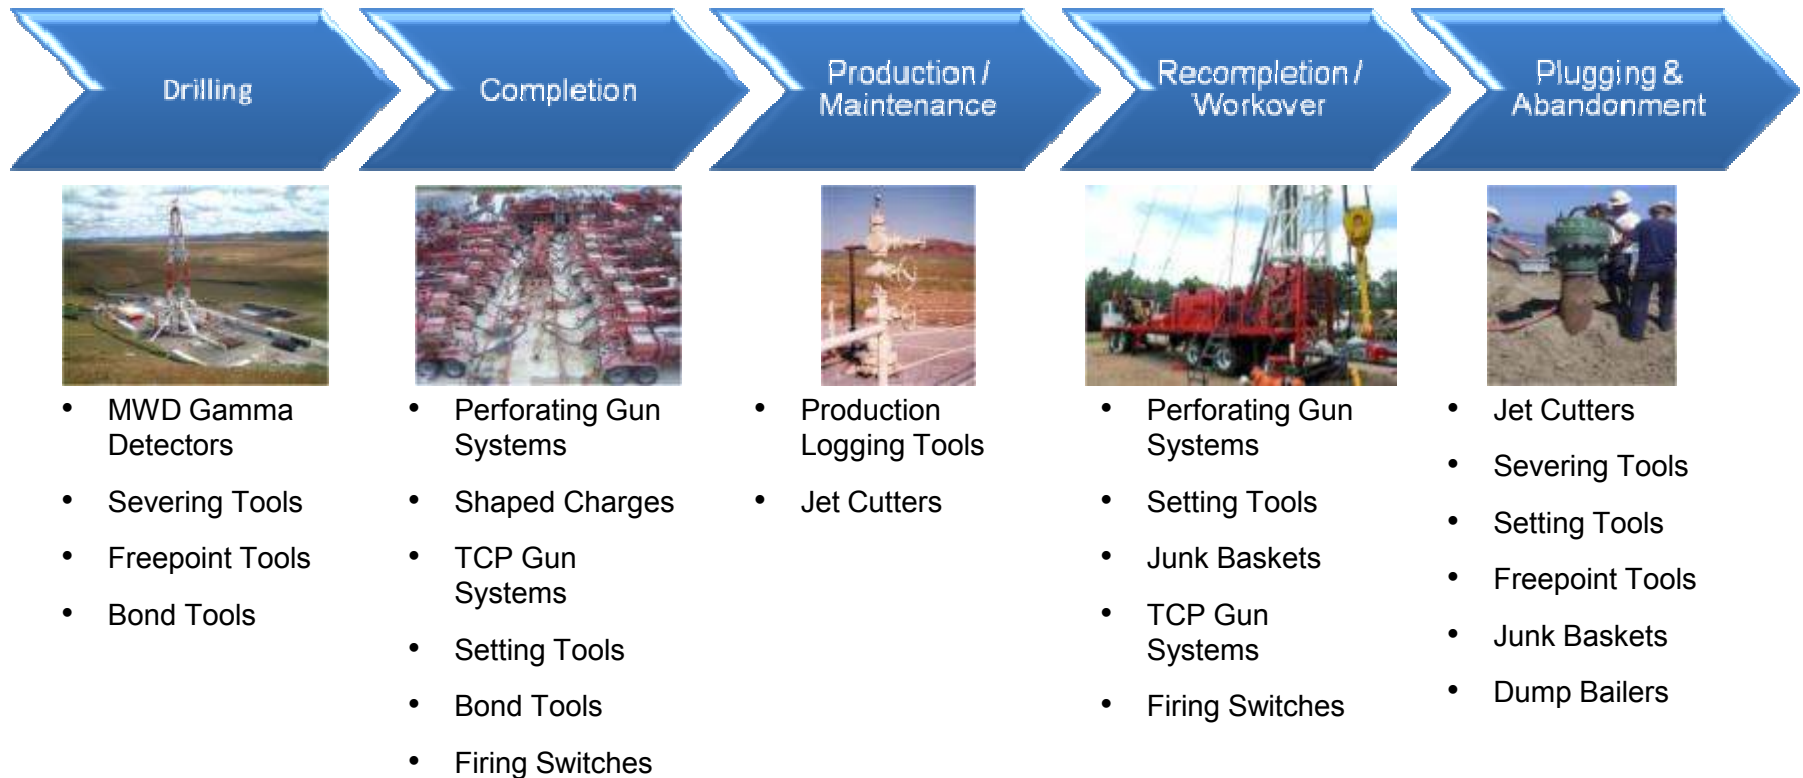 Drilling
Completion
Production /
Maintenance
Recompletion /
Workover
Plugging &
Abandonment
• MWD Gamma
Detectors
• Severing Tools
• Freepoint Tools
• Bond Tools
• Perforating Gun
Systems
• Shaped Charges
• TCP Gun
Systems
• Setting Tools
• Bond Tools
• Firing Switches
• Production
Logging Tools
• Jet Cutters
• Perforating Gun
Systems
• Setting Tools
• Junk Baskets
• TCP Gun
Systems
• Firing Switches
• Jet Cutters
• Severing Tools
• Setting Tools
• Freepoint Tools
• Junk Baskets
• Dump Bailers